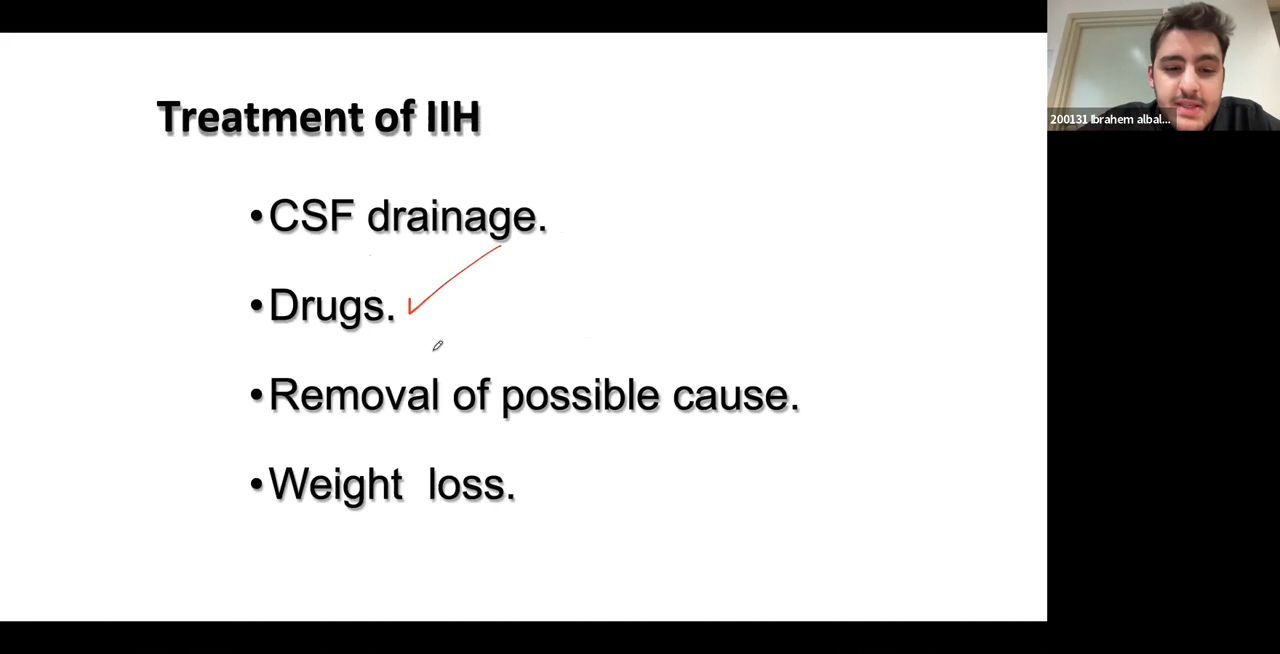 Treatment of IIH
•CSF drainage.
•Drugs.
•Removal of possible cause.
•Weight loss.
200131 Ibrahem albal...